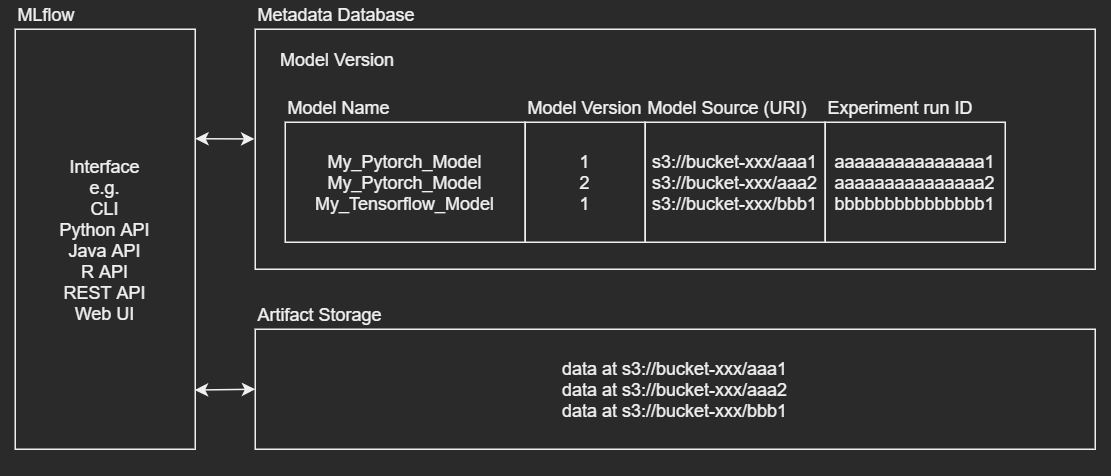 MLflow
Interface
e.g.
CLI
Python API
Java API
R API
REST API
Web UI
Metadata Database
Model Version
Model Name Model Version Model Source (URI) Experiment run ID
My_Pytorch_Model 1 s3://bucket-xxx/aaa1 aaaaaaaaaaaaaaa1
My_Pytorch_Model 2 s3://bucket-xxx/aaa2 aaaaaaaaaaaaaaa2
My_Tensorflow_Model 1 s3://bucket-xxx/bbb1 bbbbbbbbbbbbbbb1
Artifact Storage
data at s3://bucket-xxx/aaa1
data at s3://bucket-xxx/aaa2
data at s3://bucket-xxx/bbb1